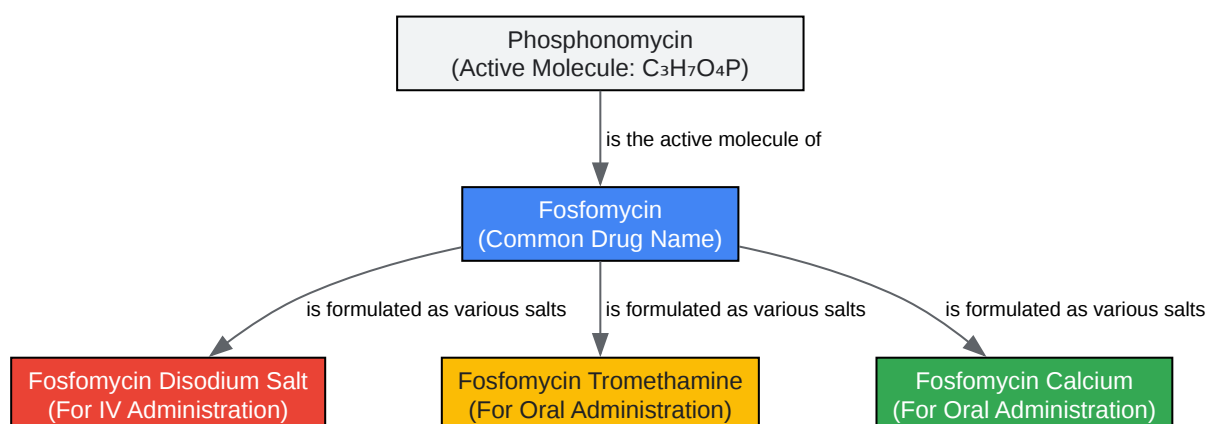 Phosphonomycin
(Active Molecule: C₃H₇O₄P)
is the active molecule of
Fosfomycin
(Common Drug Name)
is formulated as various salts
is formulated as various salts
is formulated as various salts
Fosfomycin Disodium Salt
(For IV Administration)
Fosfomycin Tromethamine
(For Oral Administration)
Fosfomycin Calcium
(For Oral Administration)